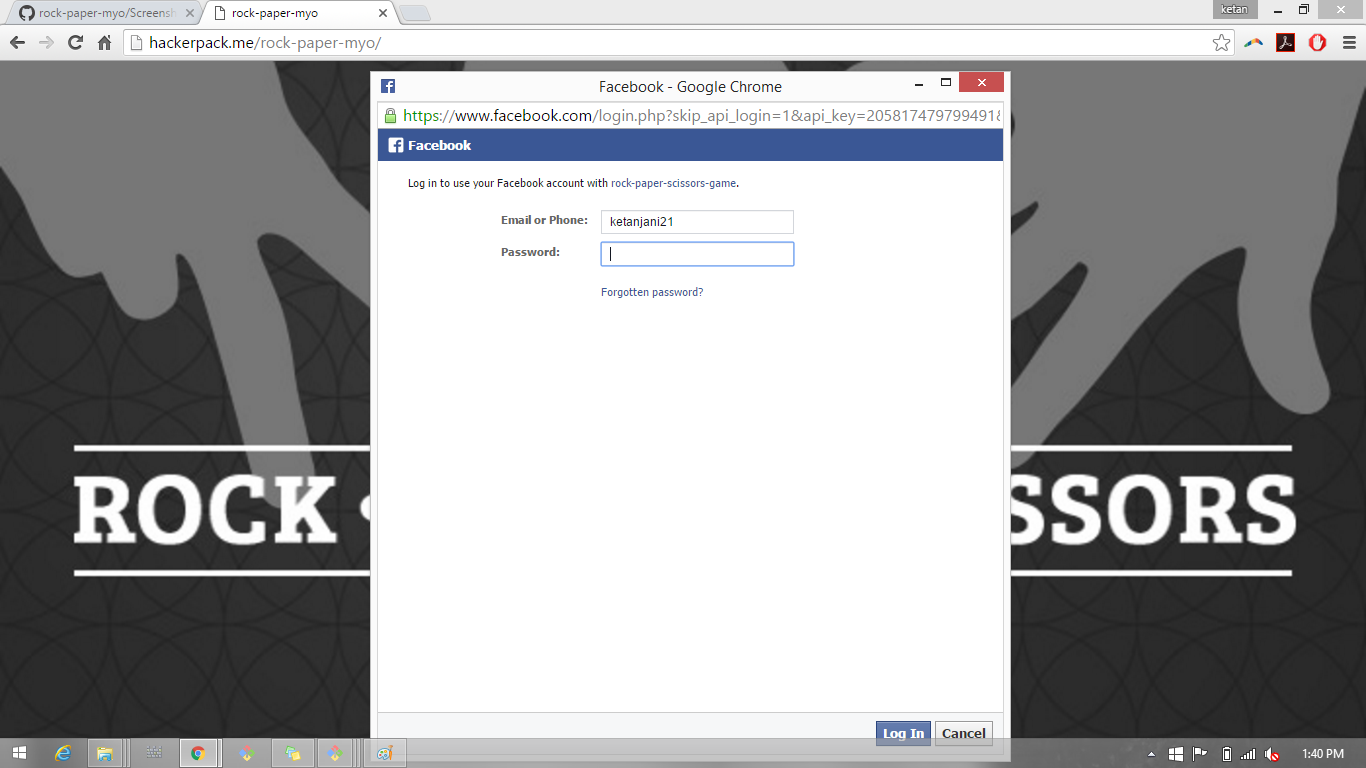 rock-paper-myo/Screensh
rock-paper-myo
ketan
hackerpack.me/rock-paper-myo/
Facebook - Google Chrome
https://www.facebook.com/login.php?skip_api_login=1&api_key=205817479799491&
Facebook
Log in to use your Facebook account with rock-paper-scissors-game.
Email or Phone: ketanjani21
Password:
Forgotten password?
ROCK SSORS
Log In Cancel
1:40 PM